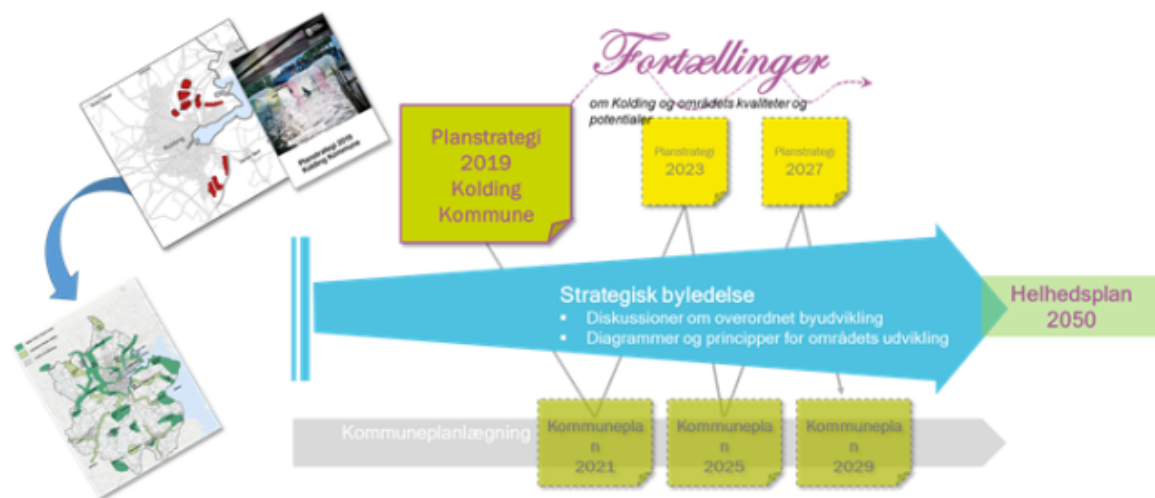 Fortællinger
om Kolding og områdets kvaliteter og
potentialer
Planstrategi 2019
Kolding Kommune
Kolding
Planstrategi
2019
Kolding
Kommune
Planstrategi
2023
Planstrategi
2027
Strategisk byledelse
▪ Diskussioner om overordnet byudvikling
▪ Diagrammer og principper for områdets udvikling
Helhedsplan
2050
Kommuneplanlægning
Kommunepla
n
2021
Kommunepla
n
2025
Kommunepla
n
2029